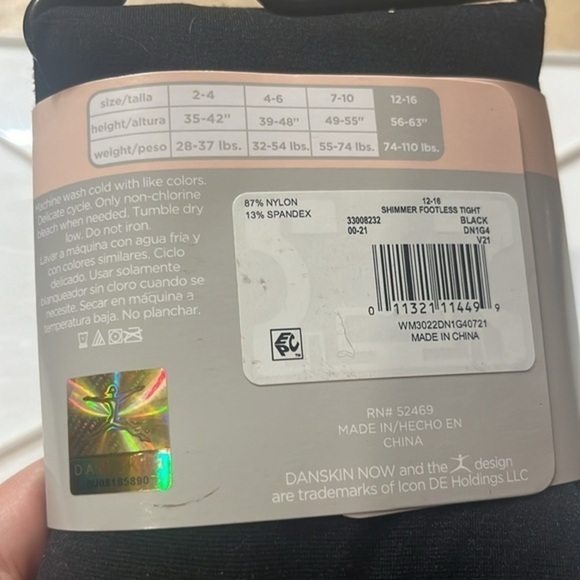 size/talla 2-4 4-6 7-10 12-16
height/altura 35-42" 39-48" 49-55" 56-63"
weight/peso 28-37 lbs. 32-54 lbs. 55-74 lbs. 74-110 lbs.
Machine wash cold with like colors.
Delicate cycle. Only non-chlorine
bleach when needed. Tumble dry
low. Do not iron.
Lavar a máquina con agua fria y
con colores similares. Ciclo
delicado. Usar solamente
blanqueador sin cloro cuando se
necesite. Secar en máquina a
temperatura baja. No planchar.
87% NYLON
13% SPANDEX
12-16
SHIMMER FOOTLESS TIGHT
33008232 BLACK
00-21 DN1G4
V21
0 11321 11449 9
WM3022DN1G40721
MADE IN CHINA
EPC TM
RN# 52469
MADE IN/HECHO EN
CHINA
DANSKIN NOW and the design
are trademarks of Icon DE Holdings LLC